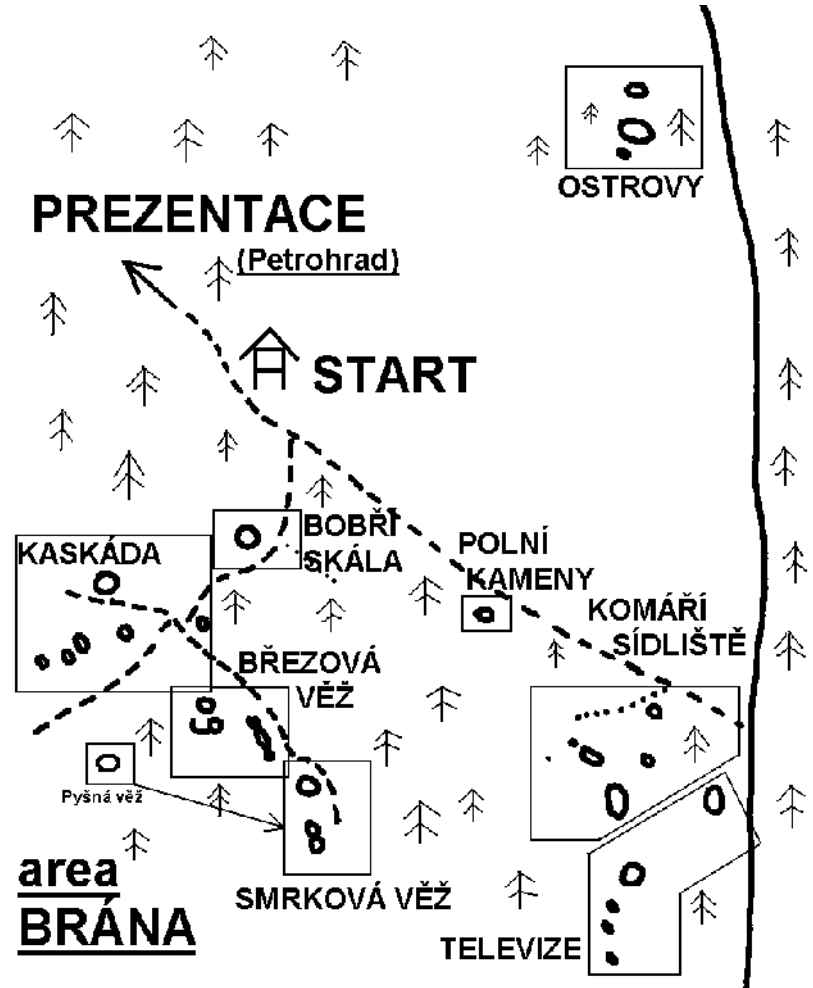 OSTROVY
PREZENTACE
(Petrohrad)
START
BOBŘÍ
SKÁLA
KASKÁDA
POLNÍ
KAMENY
KOMÁŘÍ
SÍDLIŠTĚ
BŘEZOVÁ
VĚŽ
Pyšná věž
SMRKOVÁ VĚŽ
area
BRÁNA
TELEVIZE